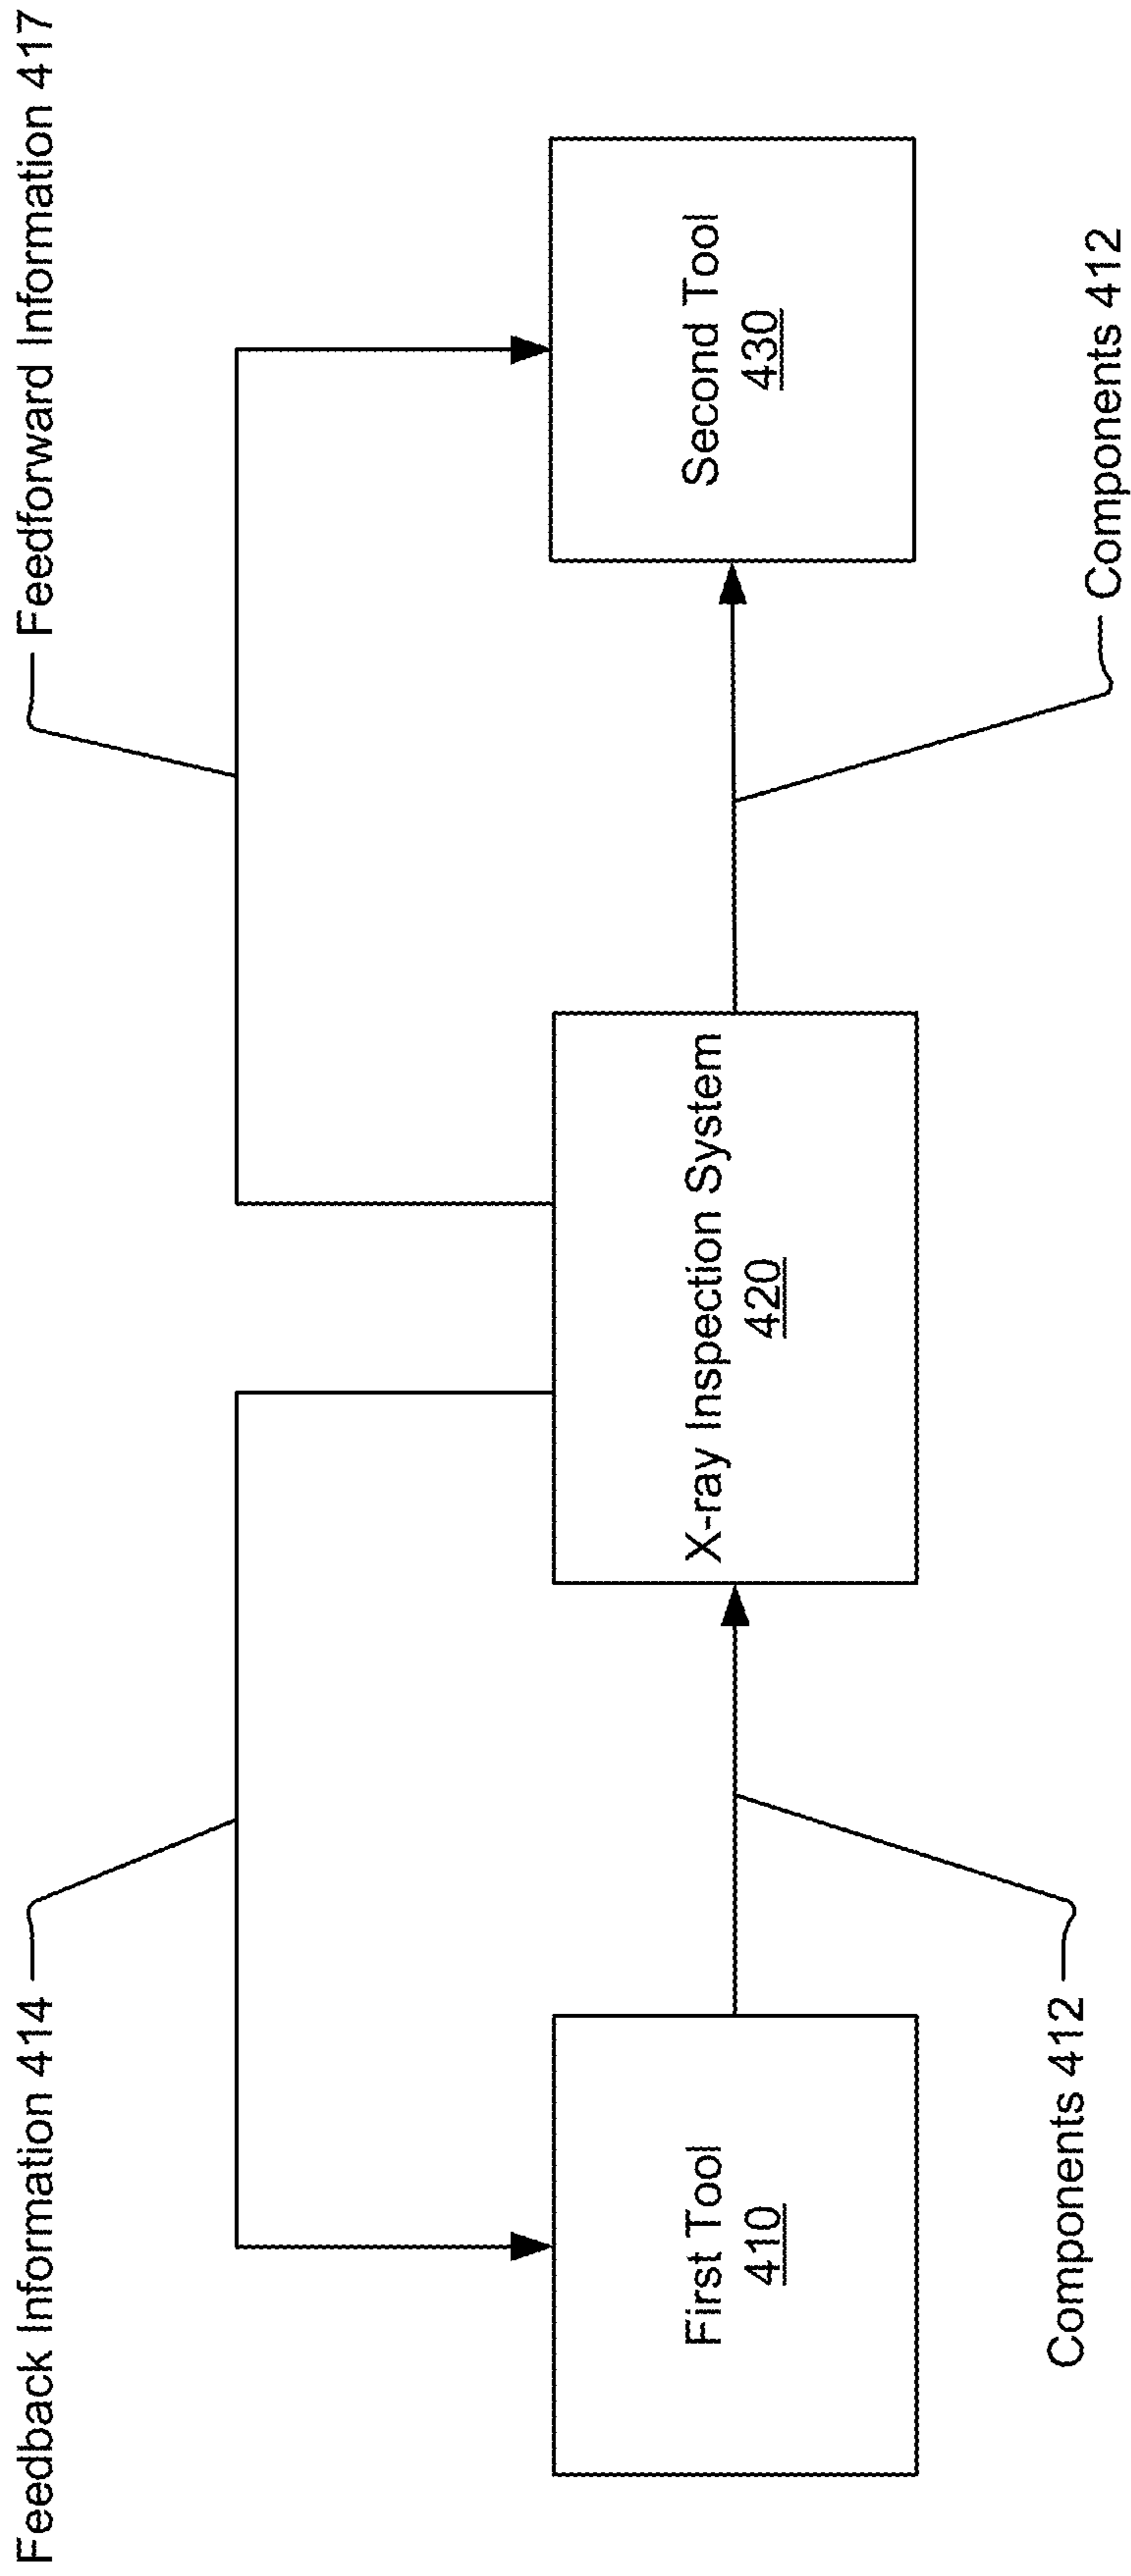 Feedback Information 414
Feedforward Information 417
First Tool
410
X-ray Inspection System
420
Second Tool
430
Components 412
Components 412